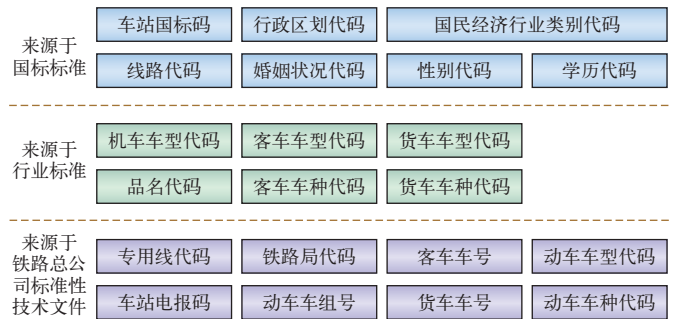 来源于
国标标准
车站国标码 行政区划代码 国民经济行业类别代码
线路代码 婚姻状况代码 性别代码 学历代码
来源于
行业标准
机车车型代码 客车车型代码 货车车型代码
品名代码 客车车种代码 货车车种代码
来源于
铁路总公
司标准性
技术文件
专用线代码 铁路局代码 客车车号 动车车型代码
车站电报码 动车车组号 货车车号 动车车种代码